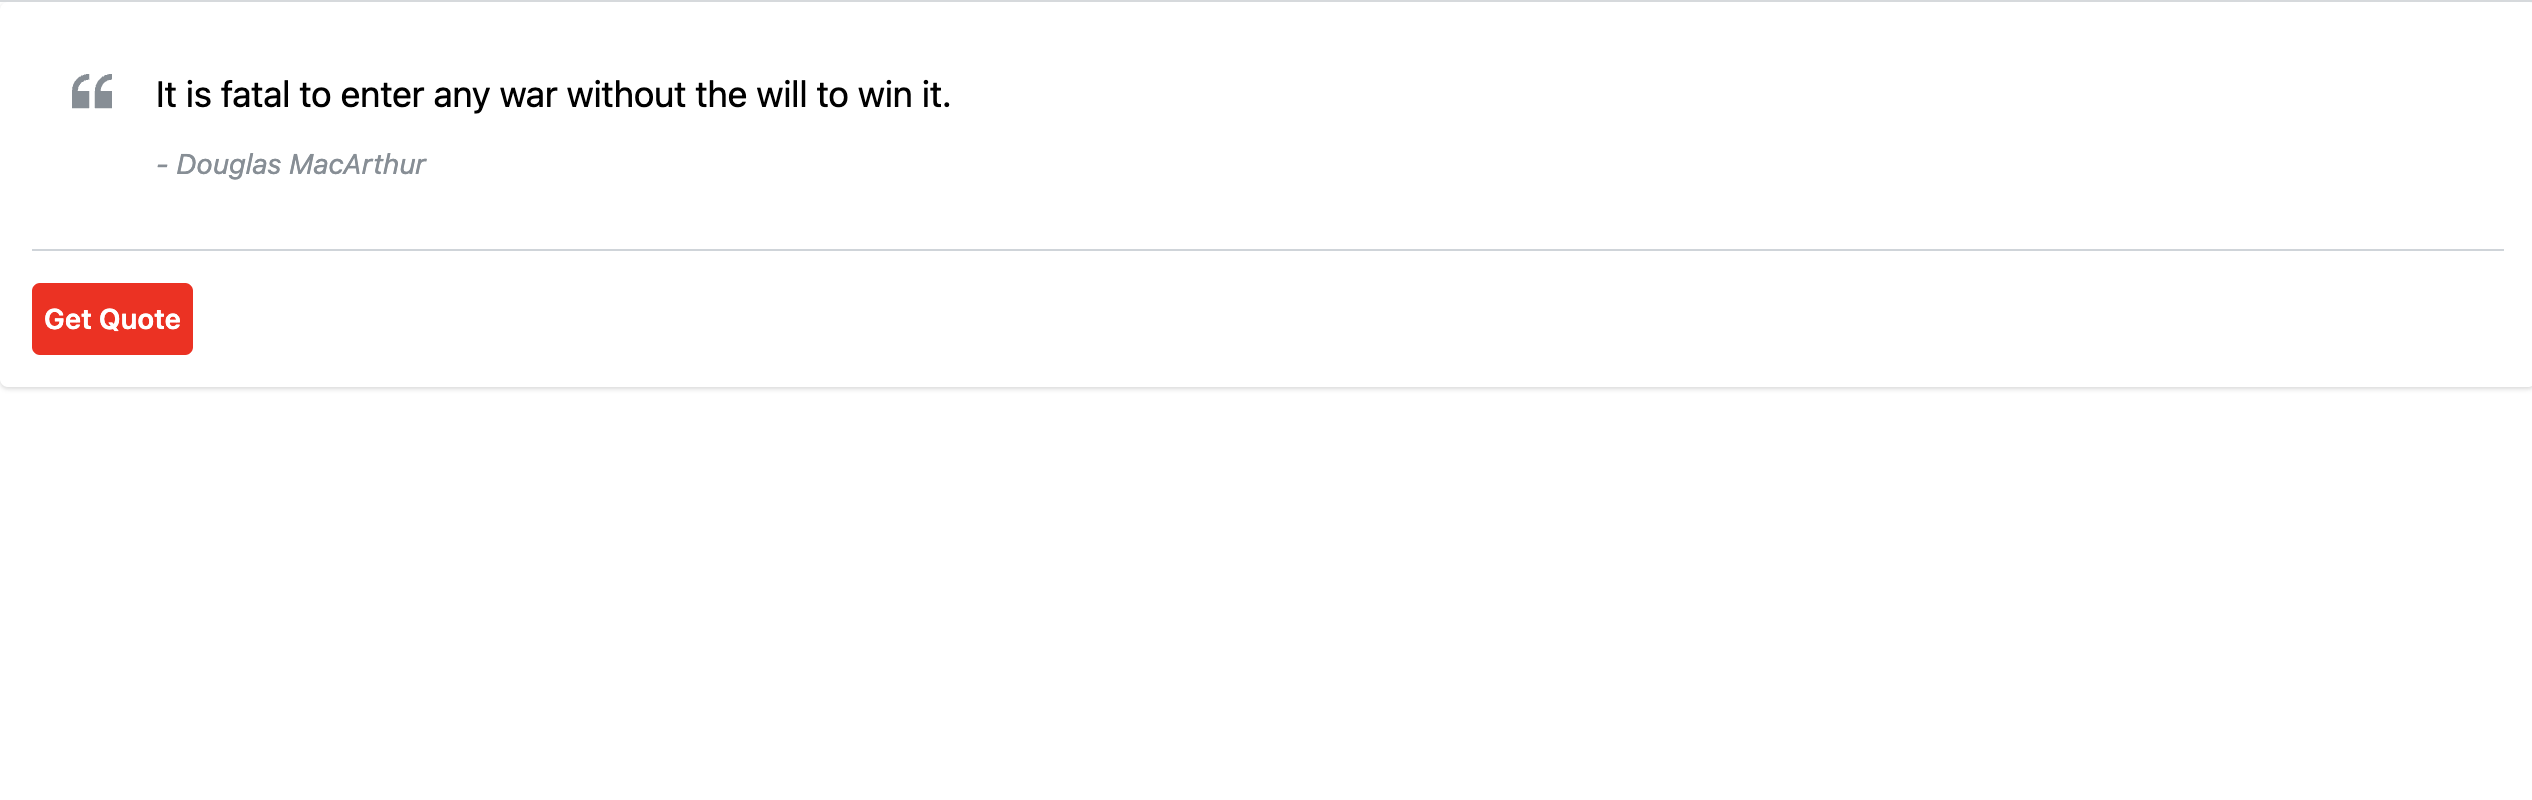 It is fatal to enter any war without the will to win it.
- Douglas MacArthur
Get Quote